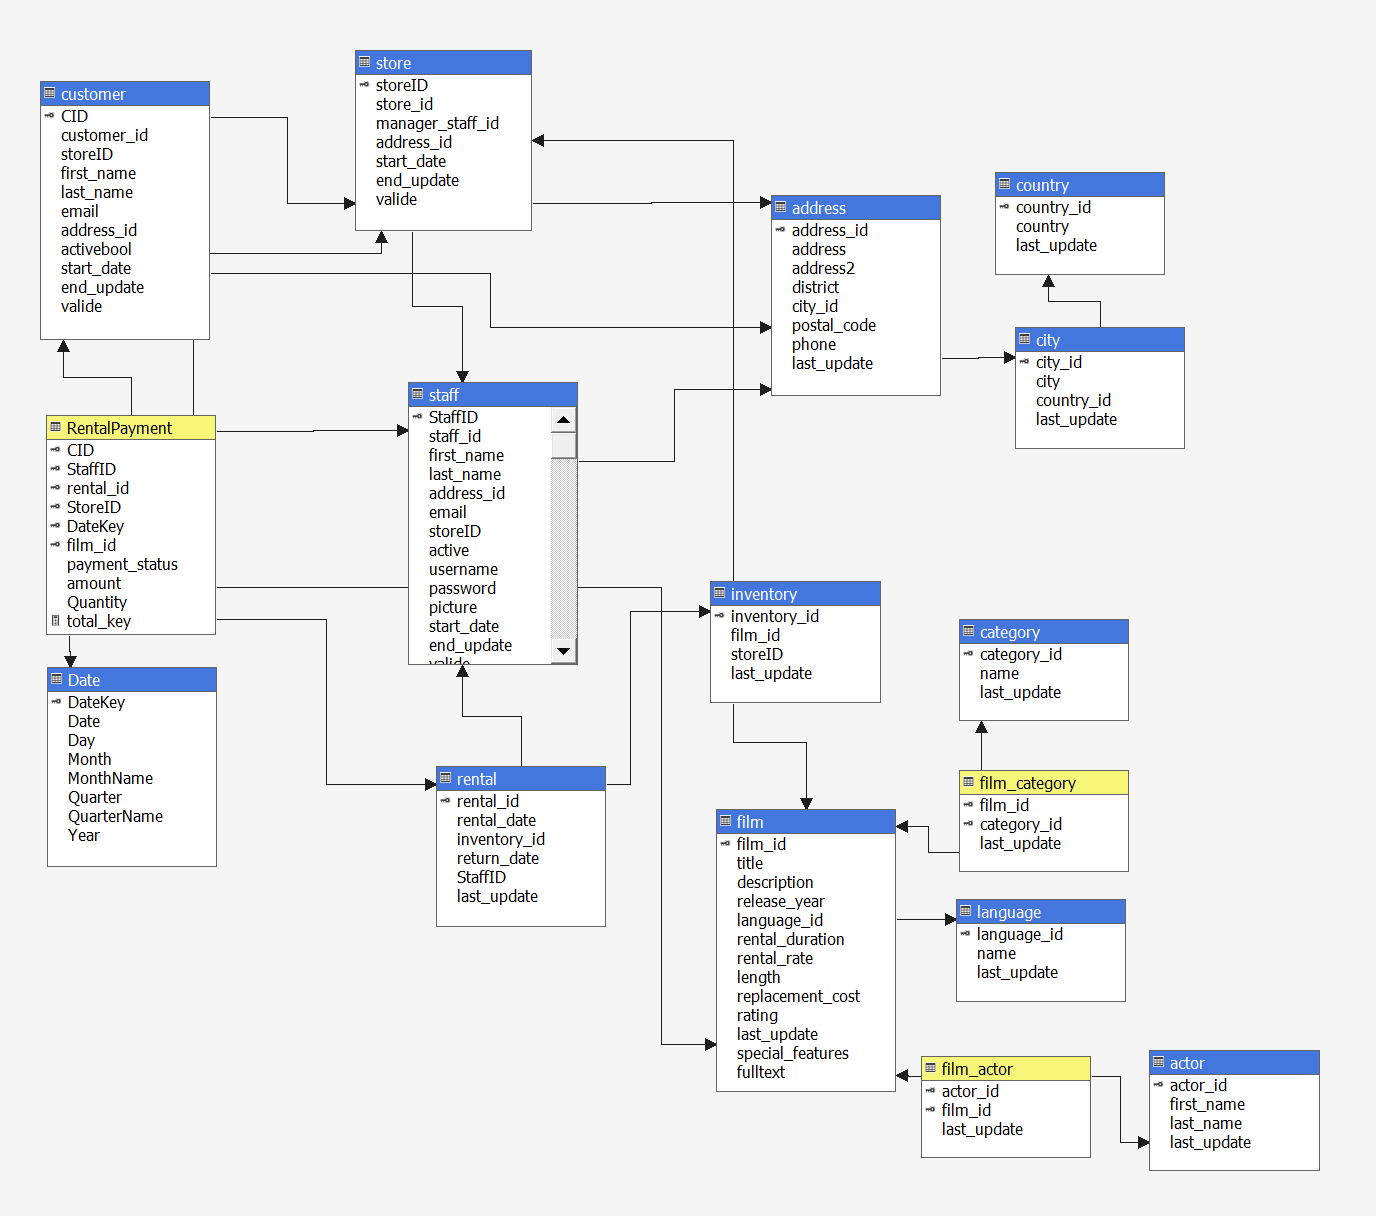 customer
CID
customer_id
storeID
first_name
last_name
email
address_id
activebool
start_date
end_update
valide
store
storeID
store_id
manager_staff_id
address_id
start_date
end_update
valide
address
address_id
address
address2
district
city_id
postal_code
phone
last_update
country
country_id
country
last_update
city
city_id
city
country_id
last_update
RentalPayment
CID
StaffID
rental_id
StoreID
DateKey
film_id
payment_status
amount
Quantity
total_key
staff
StaffID
staff_id
first_name
last_name
address_id
email
storeID
active
username
password
picture
start_date
end_update
valide
Date
DateKey
Date
Day
Month
MonthName
Quarter
QuarterName
Year
rental
rental_id
rental_date
inventory_id
return_date
StaffID
last_update
inventory
inventory_id
film_id
storeID
last_update
category
category_id
name
last_update
film_category
film_id
category_id
last_update
film
film_id
title
description
release_year
language_id
rental_duration
rental_rate
length
replacement_cost
rating
last_update
special_features
fulltext
language
language_id
name
last_update
film_actor
actor_id
film_id
last_update
actor
actor_id
first_name
last_name
last_update